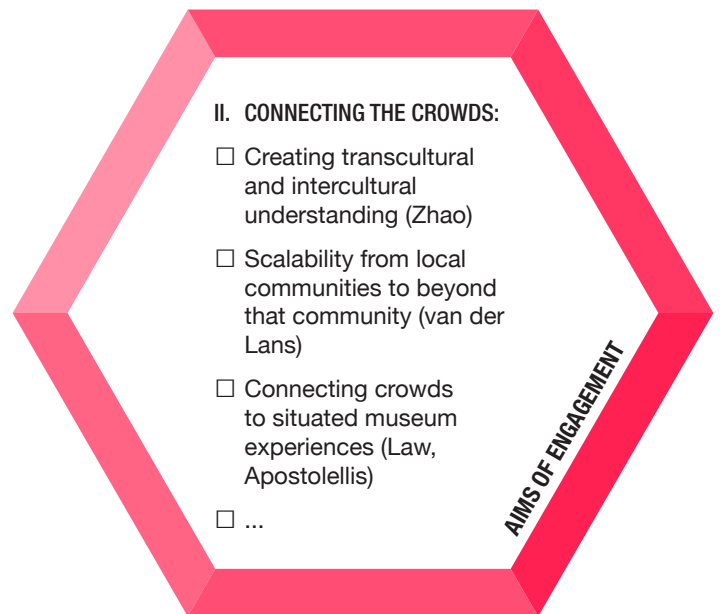 II. CONNECTING THE CROWDS:
☐ Creating transcultural
and intercultural
understanding (Zhao)
☐ Scalability from local
communities to beyond
that community (van der
Lans)
☐ Connecting crowds
to situated museum
experiences (Law,
Apostolellis)
☐ ...
AIMS OF ENGAGEMENT